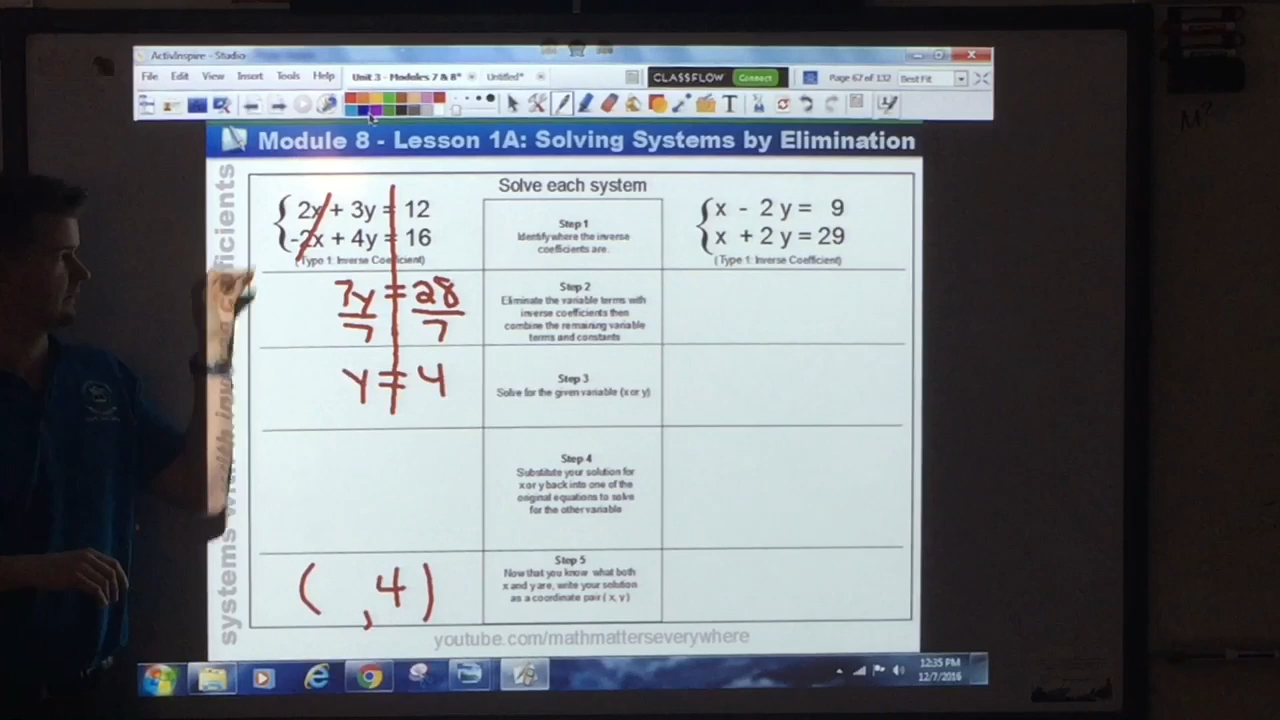 ActivInspire - Studio
File Edit View Insert Tools Help
Unit 3 - Modules 7 & 8*
Untitled*
CLASSFLOW Connect
Page 67 of 132
Best Fit
Module 8 - Lesson 1A: Solving Systems by Elimination
Solve each system
2x + 3y = 12
-2x + 4y = 16
(Type 1: Inverse Coefficient)
7y = 28
7 7
y = 4
( , 4)
Step 1
Identify where the inverse
coefficients are.
Step 2
Eliminate the variable terms with
inverse coefficients then
combine the remaining variable
terms and constants
Step 3
Solve for the given variable (x or y)
Step 4
Substitute your solution for
x or y back into one of the
original equations to solve
for the other variable
Step 5
Now that you know what both
x and y are, write your solution
as a coordinate pair ( x, y )
x - 2y = 9
x + 2y = 29
(Type 1: Inverse Coefficient)
systems with
youtube.com/mathmatterseverywhere
12:35 PM
12/7/2016
M²